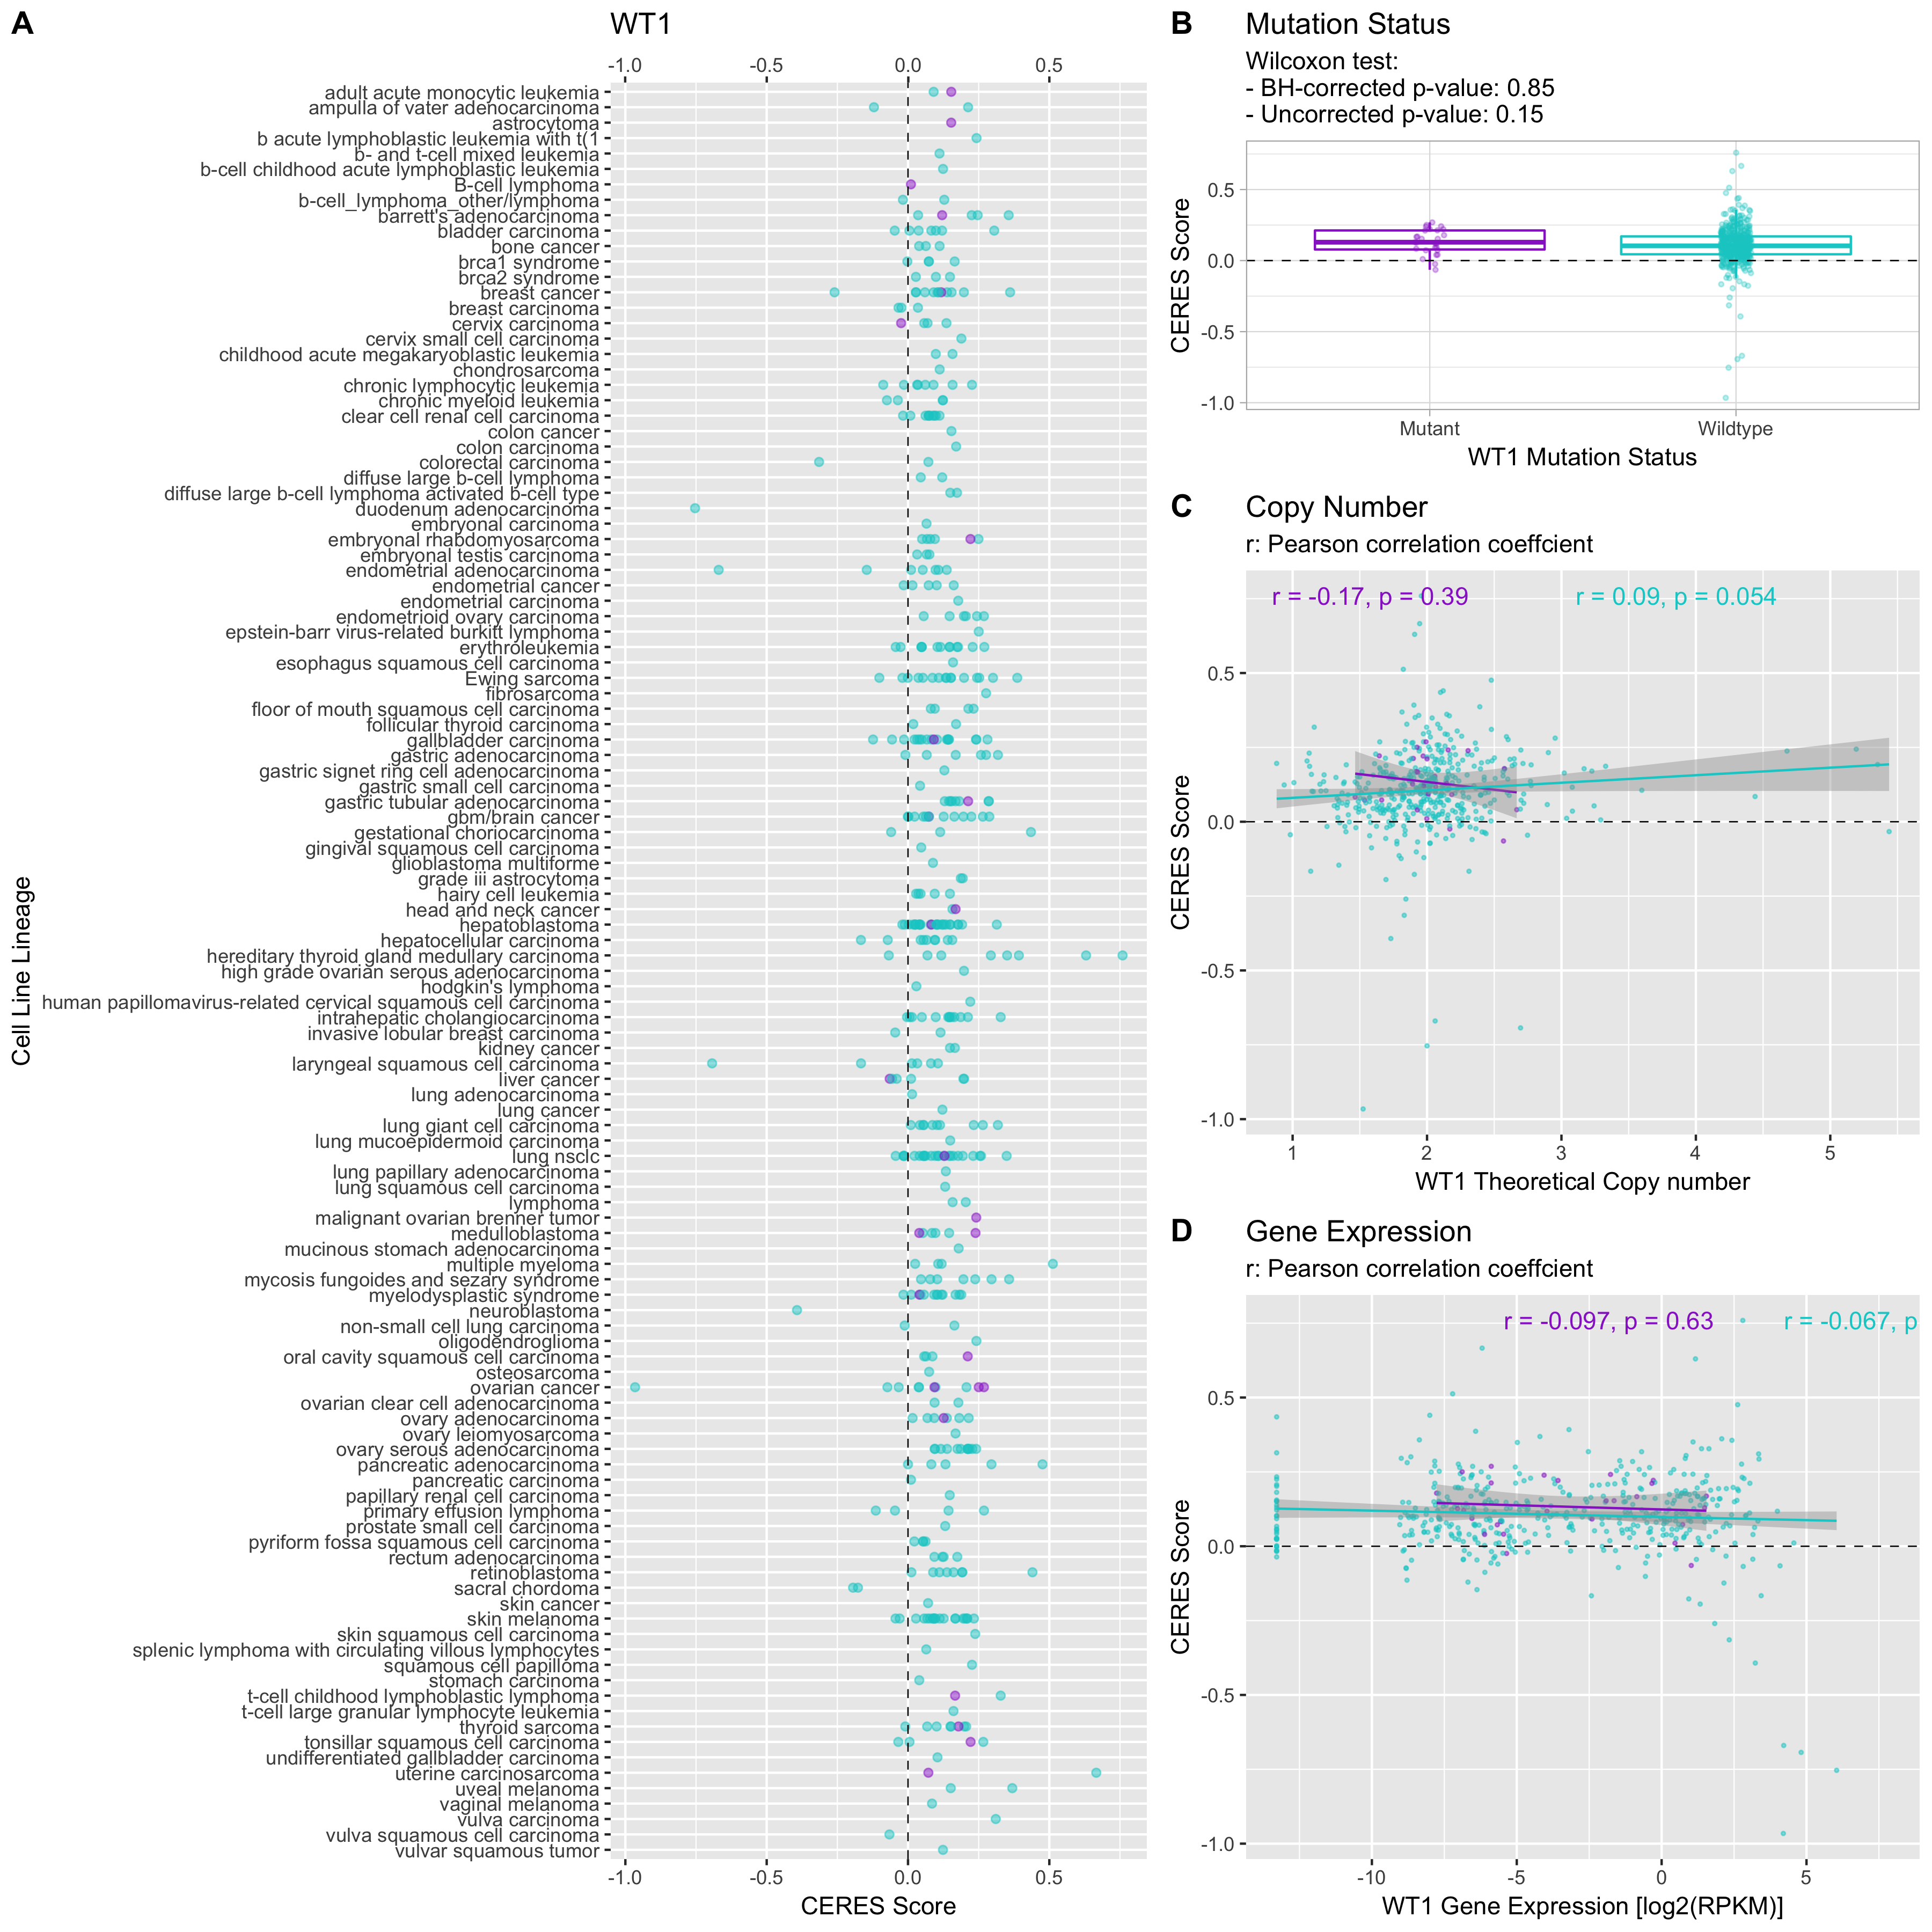 A
WT1
-1.0 -0.5 0.0 0.5
adult acute monocytic leukemia
ampulla of vater adenocarcinoma
astrocytoma
b acute lymphoblastic leukemia with t(1
b- and t-cell mixed leukemia
b-cell childhood acute lymphoblastic leukemia
B-cell lymphoma
b-cell_lymphoma_other/lymphoma
barrett's adenocarcinoma
bladder carcinoma
bone cancer
brca1 syndrome
brca2 syndrome
breast cancer
breast carcinoma
cervix carcinoma
cervix small cell carcinoma
childhood acute megakaryoblastic leukemia
chondrosarcoma
chronic lymphocytic leukemia
chronic myeloid leukemia
clear cell renal cell carcinoma
colon cancer
colon carcinoma
colorectal carcinoma
diffuse large b-cell lymphoma
diffuse large b-cell lymphoma activated b-cell type
duodenum adenocarcinoma
embryonal carcinoma
embryonal rhabdomyosarcoma
embryonal testis carcinoma
endometrial adenocarcinoma
endometrial cancer
endometrial carcinoma
endometrioid ovary carcinoma
epstein-barr virus-related burkitt lymphoma
erythroleukemia
esophagus squamous cell carcinoma
Ewing sarcoma
fibrosarcoma
floor of mouth squamous cell carcinoma
follicular thyroid carcinoma
gallbladder carcinoma
gastric adenocarcinoma
gastric signet ring cell adenocarcinoma
gastric small cell carcinoma
gastric tubular adenocarcinoma
gbm/brain cancer
gestational choriocarcinoma
gingival squamous cell carcinoma
glioblastoma multiforme
grade iii astrocytoma
hairy cell leukemia
head and neck cancer
hepatoblastoma
hepatocellular carcinoma
hereditary thyroid gland medullary carcinoma
high grade ovarian serous adenocarcinoma
hodgkin's lymphoma
human papillomavirus-related cervical squamous cell carcinoma
intrahepatic cholangiocarcinoma
invasive lobular breast carcinoma
kidney cancer
laryngeal squamous cell carcinoma
liver cancer
lung adenocarcinoma
lung cancer
lung giant cell carcinoma
lung mucoepidermoid carcinoma
lung nsclc
lung papillary adenocarcinoma
lung squamous cell carcinoma
lymphoma
malignant ovarian brenner tumor
medulloblastoma
mucinous stomach adenocarcinoma
multiple myeloma
mycosis fungoides and sezary syndrome
myelodysplastic syndrome
neuroblastoma
non-small cell lung carcinoma
oligodendroglioma
oral cavity squamous cell carcinoma
osteosarcoma
ovarian cancer
ovarian clear cell adenocarcinoma
ovary adenocarcinoma
ovary leiomyosarcoma
ovary serous adenocarcinoma
pancreatic adenocarcinoma
pancreatic carcinoma
papillary renal cell carcinoma
primary effusion lymphoma
prostate small cell carcinoma
pyriform fossa squamous cell carcinoma
rectum adenocarcinoma
retinoblastoma
sacral chordoma
skin cancer
skin melanoma
skin squamous cell carcinoma
splenic lymphoma with circulating villous lymphocytes
squamous cell papilloma
stomach carcinoma
t-cell childhood lymphoblastic lymphoma
t-cell large granular lymphocyte leukemia
thyroid sarcoma
tonsillar squamous cell carcinoma
undifferentiated gallbladder carcinoma
uterine carcinosarcoma
uveal melanoma
vaginal melanoma
vulva carcinoma
vulva squamous cell carcinoma
vulvar squamous tumor
-1.0 -0.5 0.0 0.5
CERES Score
Cell Line Lineage
B
Mutation Status
Wilcoxon test:
- BH-corrected p-value: 0.85
- Uncorrected p-value: 0.15
0.5
0.0
-0.5
-1.0
CERES Score
Mutant Wildtype
WT1 Mutation Status
C
Copy Number
r: Pearson correlation coeffcient
r = -0.17, p = 0.39 r = 0.09, p = 0.054
0.5
0.0
-0.5
-1.0
CERES Score
1 2 3 4 5
WT1 Theoretical Copy number
D
Gene Expression
r: Pearson correlation coeffcient
r = -0.097, p = 0.63 r = -0.067, p
0.5
0.0
-0.5
-1.0
CERES Score
-10 -5 0 5
WT1 Gene Expression [log2(RPKM)]